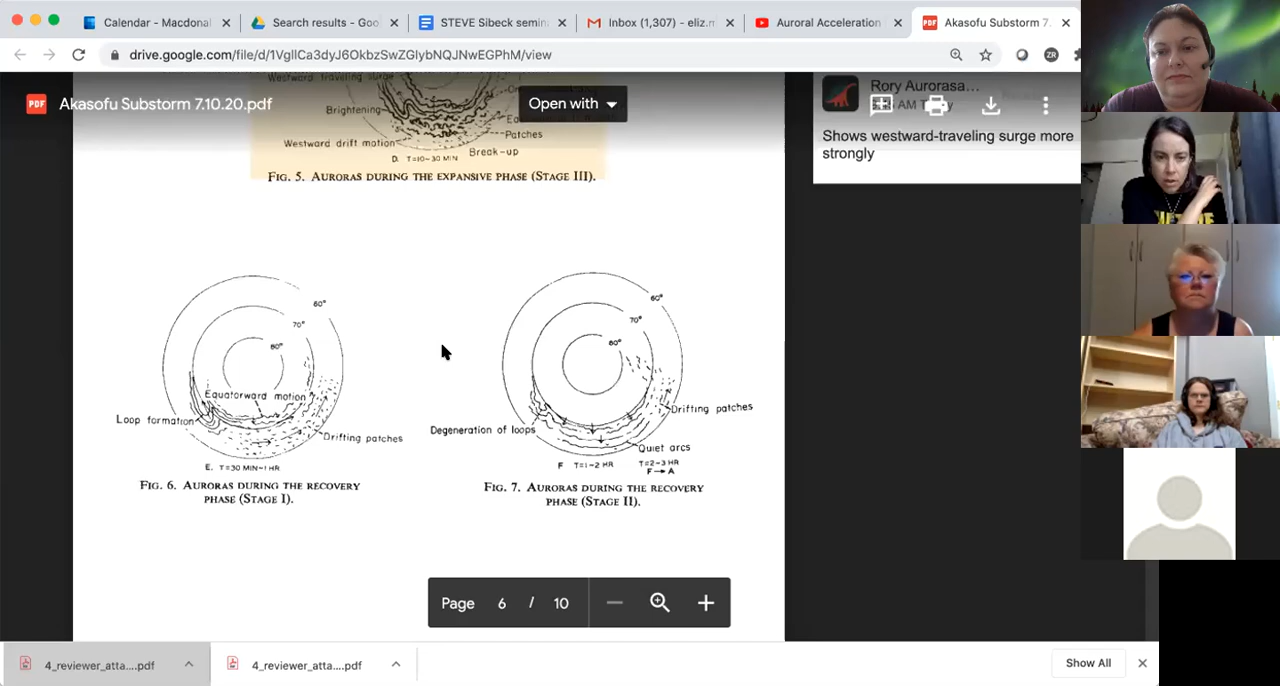 Calendar - Macdonal
Search results - Goo
STEVE Sibeck semin
Inbox (1,307) - eliz.m
Auroral Acceleration
Akasofu Substorm 7.
drive.google.com/file/d/1VgllCa3dyJ6OkbzSwZGlybNQJNwEGPhM/view
ZR
PDF
Akasofu Substorm 7.10.20.pdf
Open with
Westward traveling surge
Brightening
Patches
Westward drift motion
Break-up
D. T=10-30 MIN
FIG. 5. AURORAS DURING THE EXPANSIVE PHASE (STAGE III).
Rory Aurorasa...
AM
Shows westward-traveling surge more
strongly
60°
70°
80°
Equatorward motion
Loop formation
Drifting patches
E. T=30 MIN-1 HR
FIG. 6. AURORAS DURING THE RECOVERY
PHASE (STAGE I).
60°
70°
80°
Drifting patches
Degeneration of loops
Quiet arcs
F T=1-2 HR
T=2-3 HR
F→A
FIG. 7. AURORAS DURING THE RECOVERY
PHASE (STAGE II).
Page 6 / 10
4_reviewer_atta....pdf
4_reviewer_atta....pdf
Show All